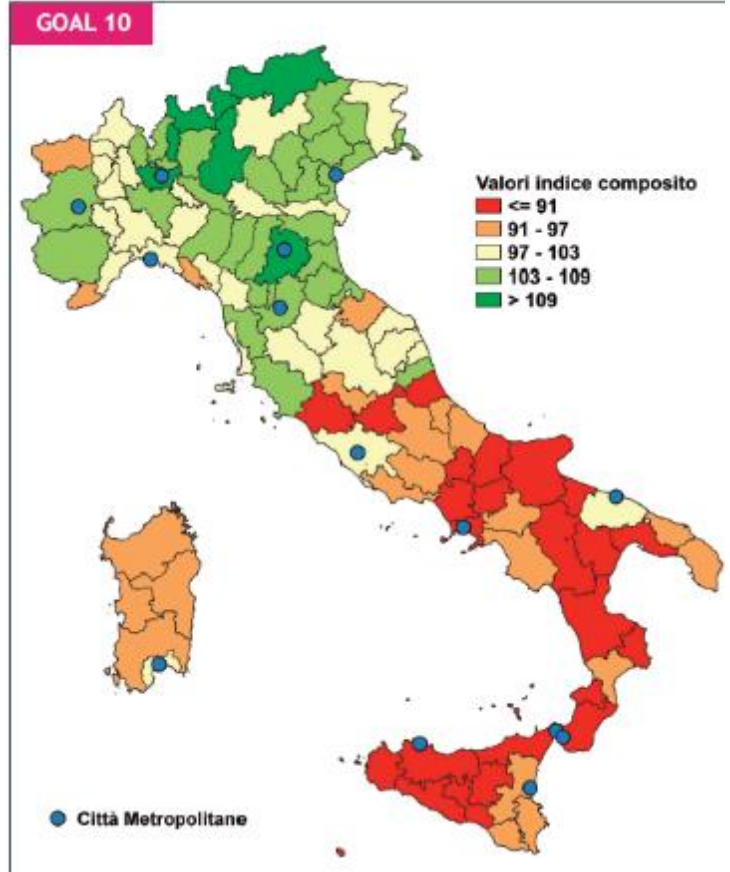 GOAL 10
Valori indice composito
<= 91
91 - 97
97 - 103
103 - 109
> 109
Città Metropolitane